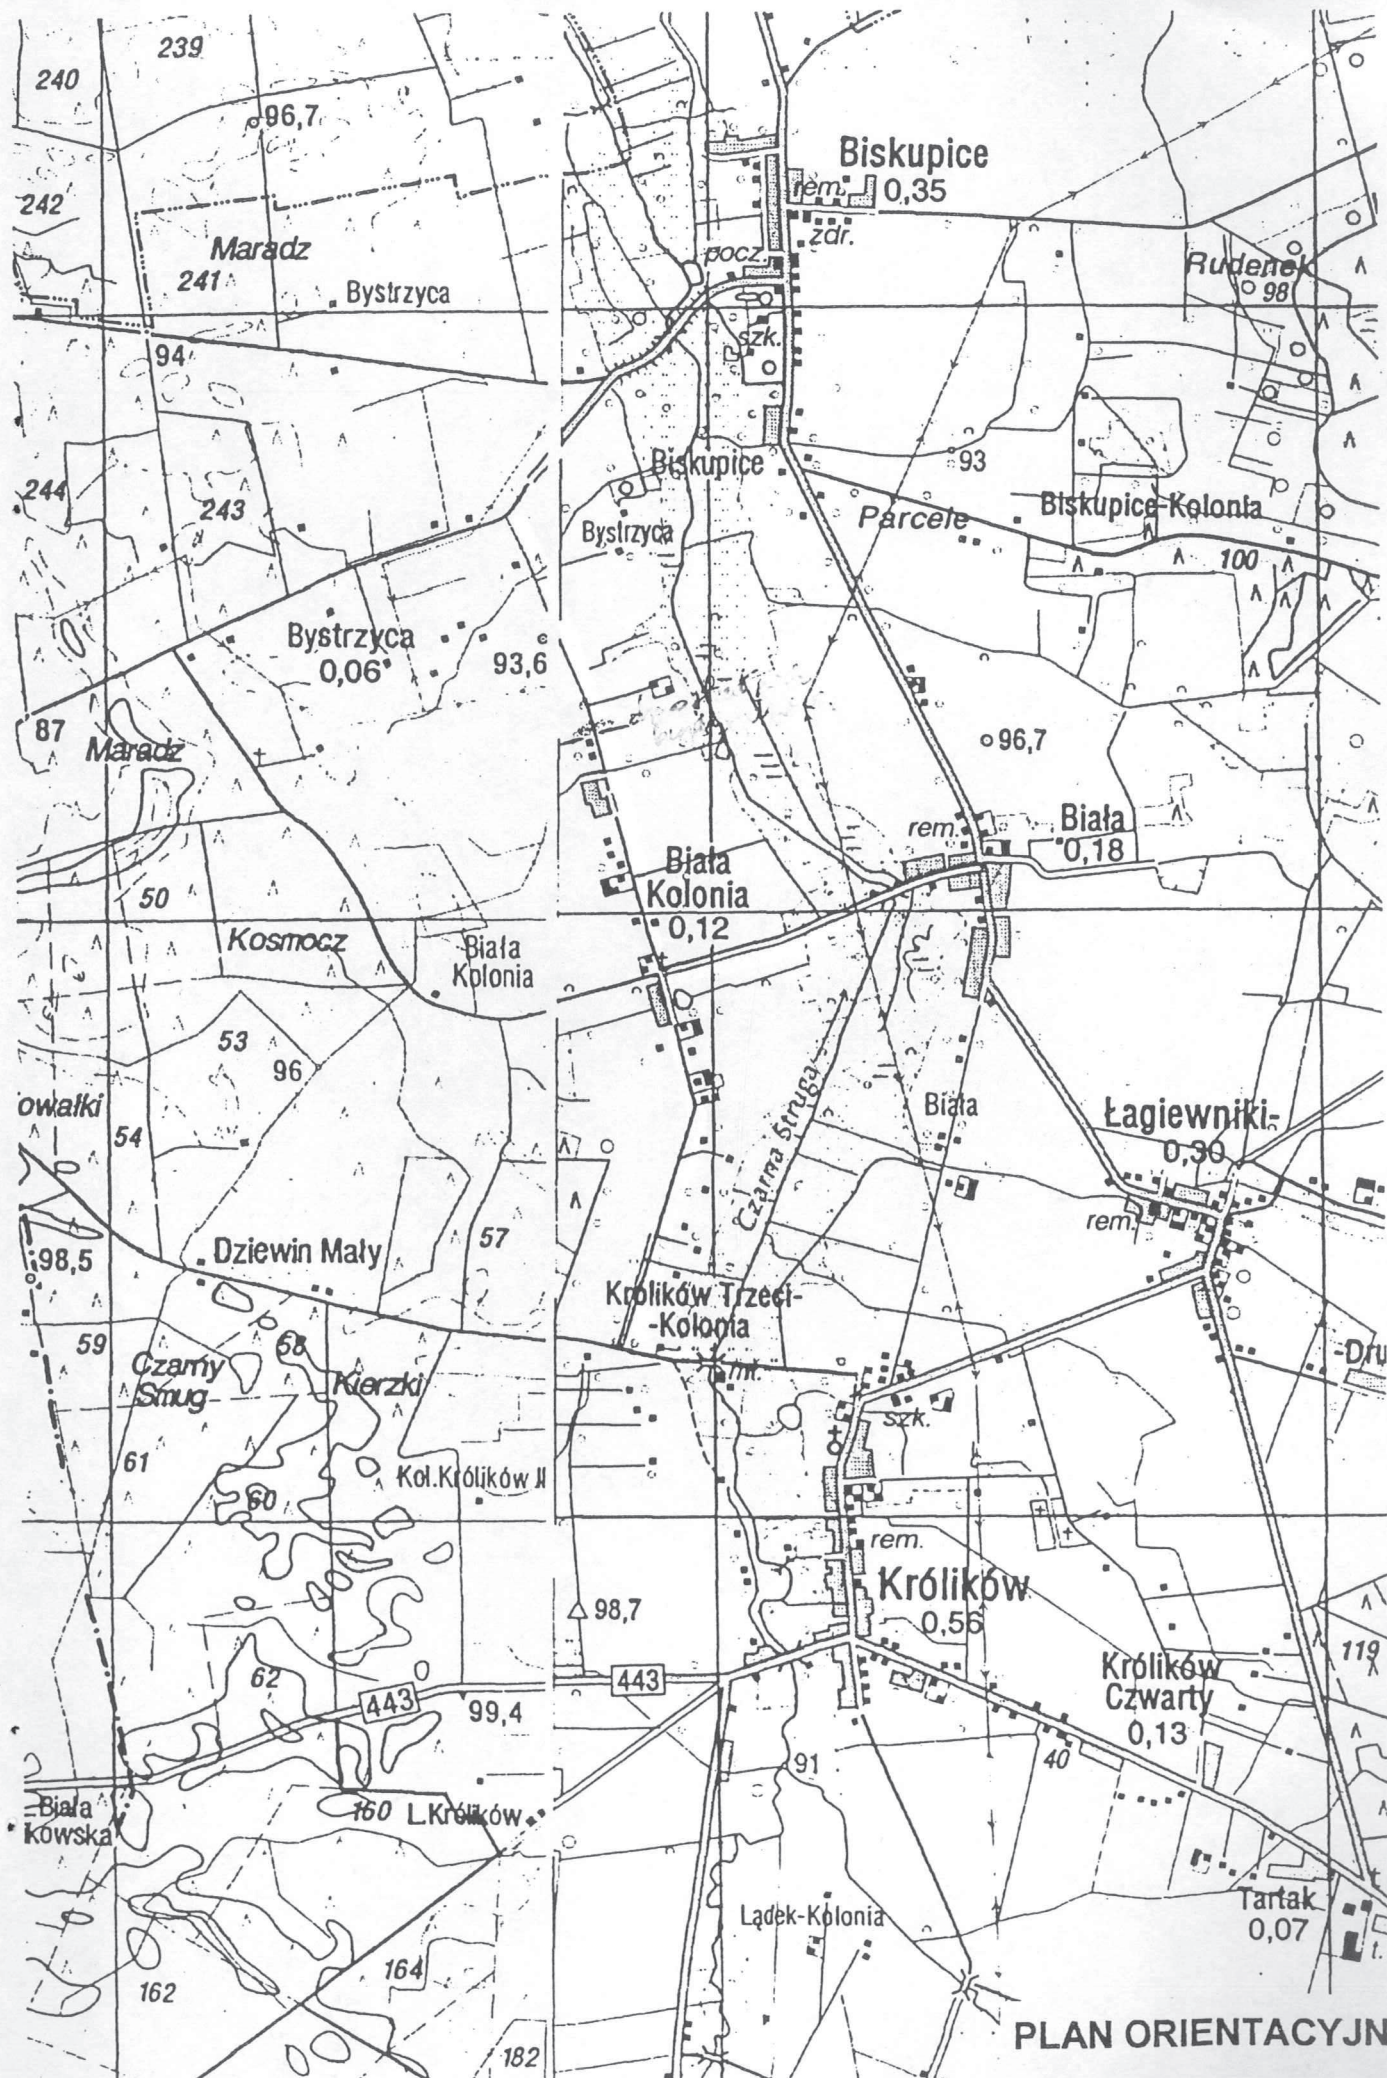 239
240
96,7
Biskupice
0,35
rem.
242
zdr.
Maradz
241
pocz.
Rudenek
98
Bystrzyca
szk.
94
Biskupice
93
244
243
Parcele
Biskupice-Kolonia
Bystrzyca
100
Bystrzyca
0,06
93,6
87
Maradz
96,7
rem.
Biała
0,18
Biała
Kolonia
0,12
50
Kosmocz
Biała
Kolonia
53
96
owałki
54
Czarna Struga
Biała
Łagiewniki-
0,30
rem.
57
98,5
Dziewin Mały
Królików Trzeci-
-Kolonia
59
58
Czarny
Smug
Kierzki
mł.
-Dru
szk.
61
Kol.Królików II
60
rem.
Królików
0,56
98,7
119
62
443
443
99,4
Królików
Czwarty
0,13
40
91
Biała
kowska
160
L.Królików
Tartak
0,07
t.
t.
Lądek-Kolonia
162
164
182
PLAN ORIENTACYJN